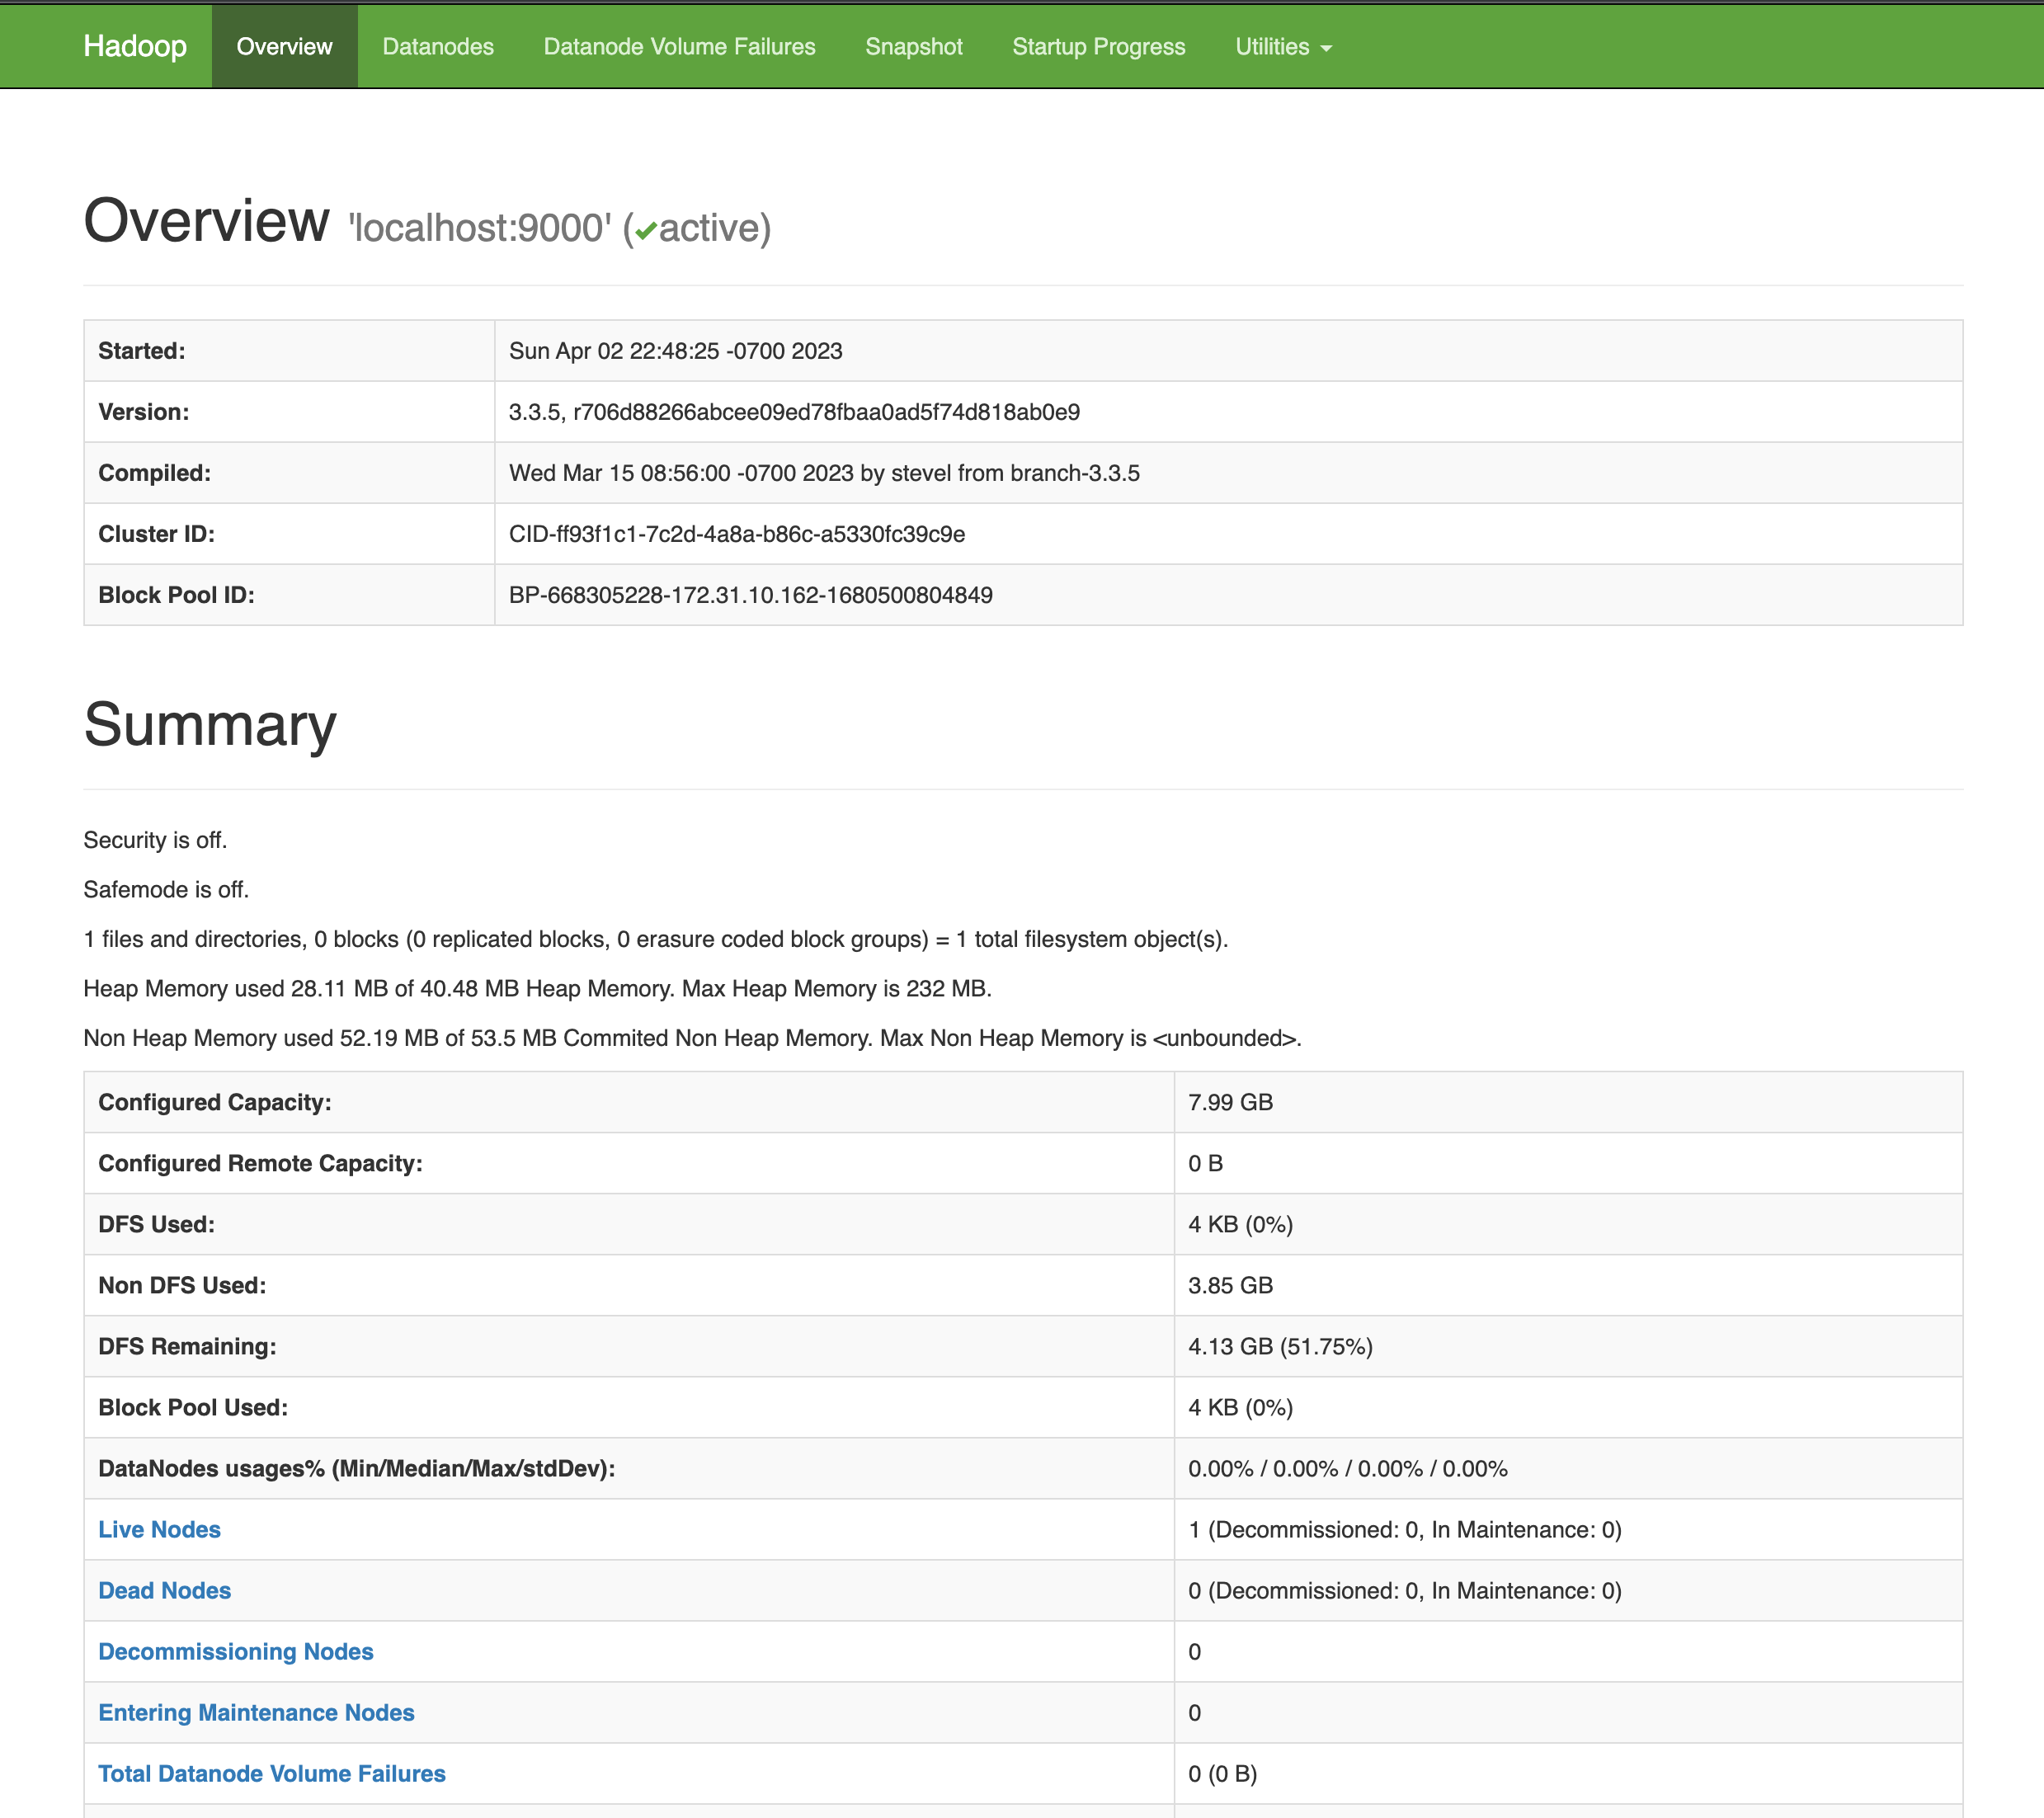 Hadoop Overview Datanodes Datanode Volume Failures Snapshot Startup Progress Utilities
Overview 'localhost:9000' (✔active)
Started: Sun Apr 02 22:48:25 -0700 2023
Version: 3.3.5, r706d88266abcee09ed78fbaa0ad5f74d818ab0e9
Compiled: Wed Mar 15 08:56:00 -0700 2023 by stevel from branch-3.3.5
Cluster ID: CID-ff93f1c1-7c2d-4a8a-b86c-a5330fc39c9e
Block Pool ID: BP-668305228-172.31.10.162-1680500804849
Summary
Security is off.
Safemode is off.
1 files and directories, 0 blocks (0 replicated blocks, 0 erasure coded block groups) = 1 total filesystem object(s).
Heap Memory used 28.11 MB of 40.48 MB Heap Memory. Max Heap Memory is 232 MB.
Non Heap Memory used 52.19 MB of 53.5 MB Commited Non Heap Memory. Max Non Heap Memory is <unbounded>.
Configured Capacity: 7.99 GB
Configured Remote Capacity: 0 B
DFS Used: 4 KB (0%)
Non DFS Used: 3.85 GB
DFS Remaining: 4.13 GB (51.75%)
Block Pool Used: 4 KB (0%)
DataNodes usages% (Min/Median/Max/stdDev): 0.00% / 0.00% / 0.00% / 0.00%
Live Nodes 1 (Decommissioned: 0, In Maintenance: 0)
Dead Nodes 0 (Decommissioned: 0, In Maintenance: 0)
Decommissioning Nodes 0
Entering Maintenance Nodes 0
Total Datanode Volume Failures 0 (0 B)